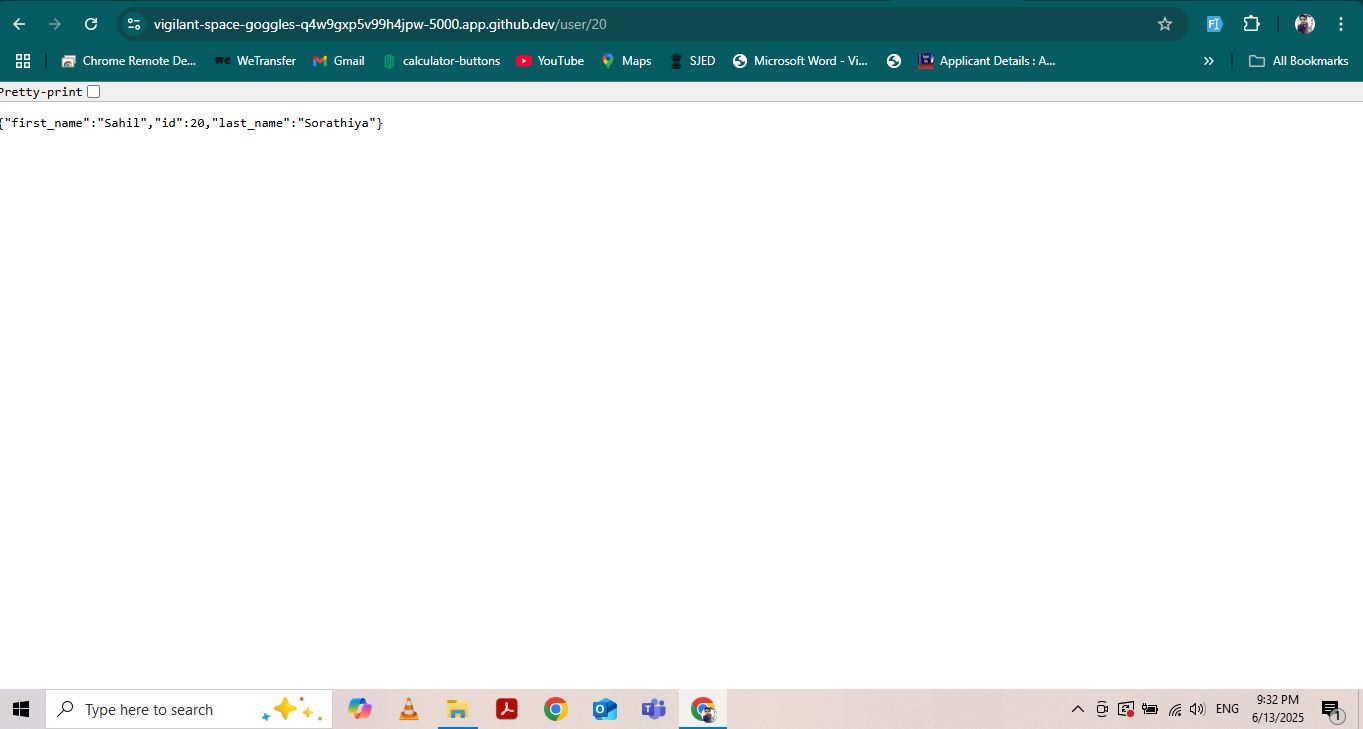 vigilant-space-goggles-q4w9gxp5v99h4jpw-5000.app.github.dev/user/20
Chrome Remote De... WeTransfer Gmail calculator-buttons YouTube Maps SJED Microsoft Word - Vi... Applicant Details : A... » All Bookmarks
Pretty-print
{"first_name":"Sahil","id":20,"last_name":"Sorathiya"}
Type here to search
ENG
9:32 PM
6/13/2025
1